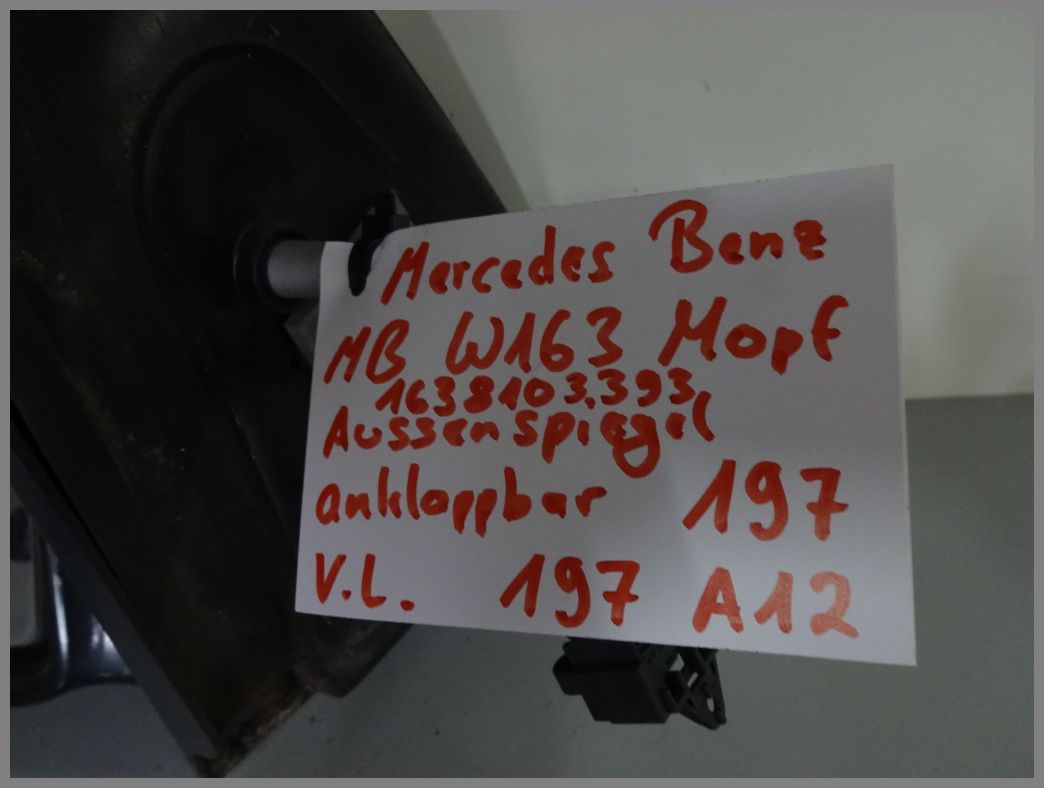 Mercedes Benz
MB W163 Mopf
1638103393
Aussenspiegel
anklappbar 197
V.L. 197 A12